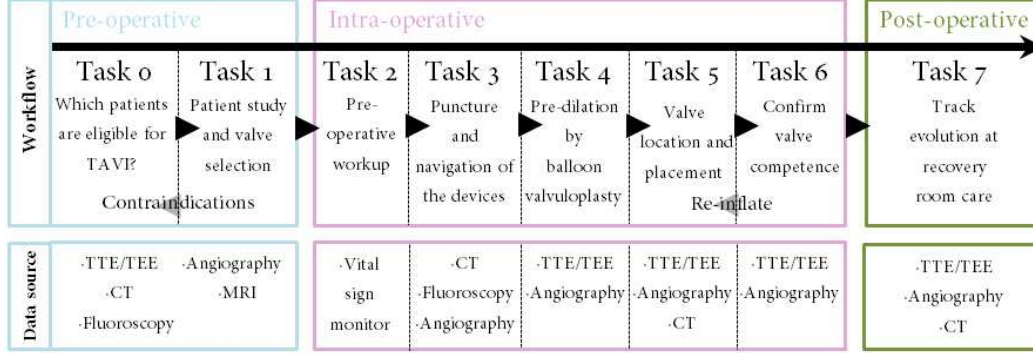 Pre-operative
Intra-operative
Post-operative
Workflow
Task 0
Which patients
are eligible for
TAVI?
Task 1
Patient study
and valve
selection
Contraindications
Task 2
Pre-
operative
workup
Task 3
Puncture
and
navigation of
the devices
Task 4
Pre-dilation
by
balloon
valvuloplasty
Task 5
Valve
location and
placement
Task 6
Confirm
valve
competence
Re-inflate
Task 7
Track
evolution at
recovery
room care
Data source
·TTE/TEE
·CT
·Fluoroscopy
·Angiography
·MRI
·Vital
sign
monitor
·CT
·Fluoroscopy
·Angiography
·TTE/TEE
·Angiography
·TTE/TEE
·Angiography
·CT
·TTE/TEE
·Angiography
·TTE/TEE
·Angiography
·CT